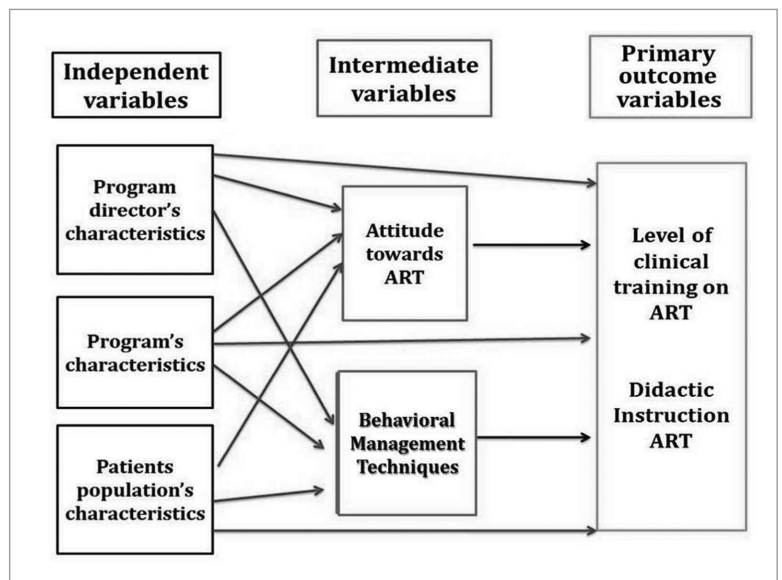 Independent
variables
Intermediate
variables
Primary
outcome
variables
Program
director's
characteristics
Program's
characteristics
Patients
population's
characteristics
Attitude
towards
ART
Behavioral
Management
Techniques
Level of
clinical
training on
ART
Didactic
Instruction
ART